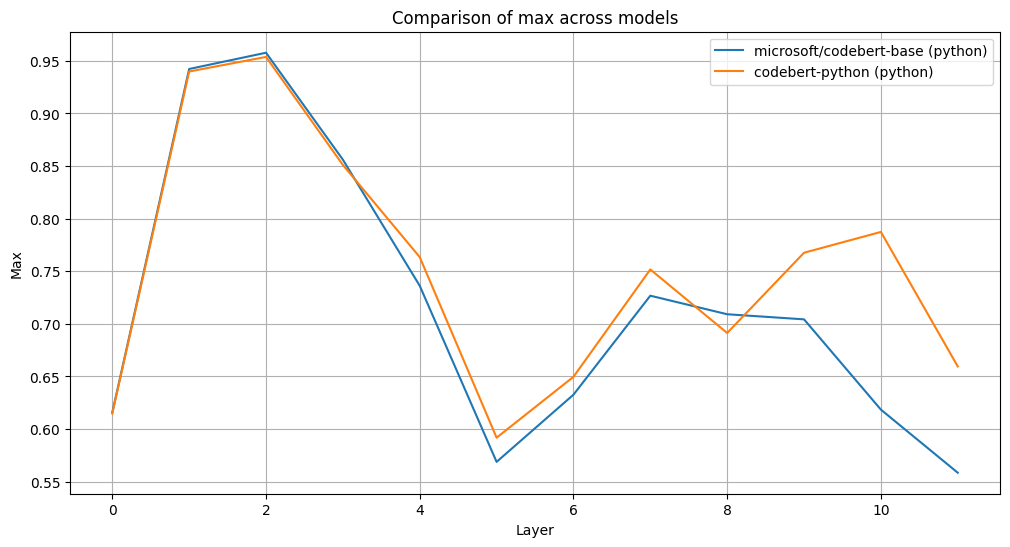 Comparison of max across models
microsoft/codebert-base (python)
codebert-python (python)
0.95
0.90
0.85
0.80
0.75
0.70
0.65
0.60
0.55
Max
0 2 4 6 8 10
Layer